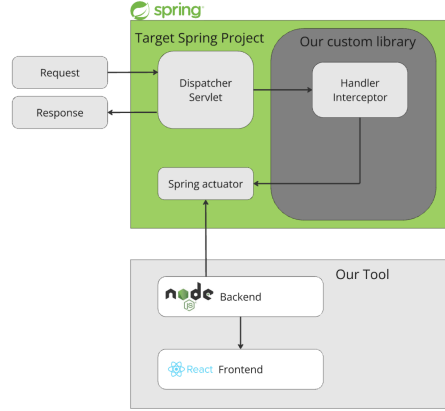 spring
Target Spring Project
Our custom library
Request
Response
Dispatcher
Servlet
Handler
Interceptor
Spring actuator
Our Tool
node
JS
Backend
React Frontend